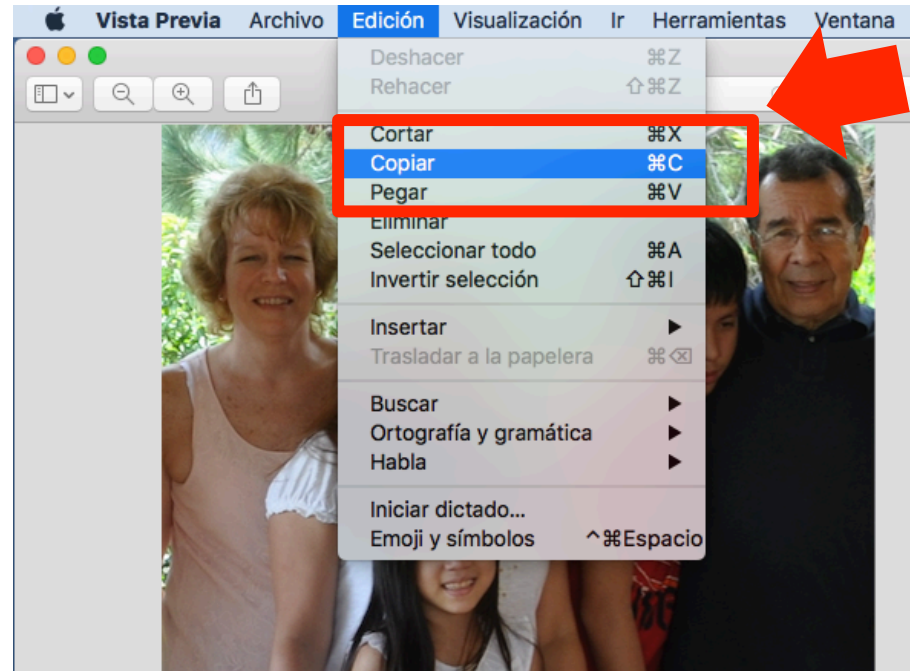 Vista Previa Archivo Edición Visualización Ir Herramientas Ventana
Deshacer ⌘Z
Rehacer ⇧⌘Z
Cortar ⌘X
Copiar ⌘C
Pegar ⌘V
Eliminar
Seleccionar todo ⌘A
Invertir selección ⇧⌘I
Insertar ▶
Trasladar a la papelera ⌘⌫
Buscar ▶
Ortografía y gramática ▶
Habla ▶
Iniciar dictado...
Emoji y símbolos ^⌘Espacio